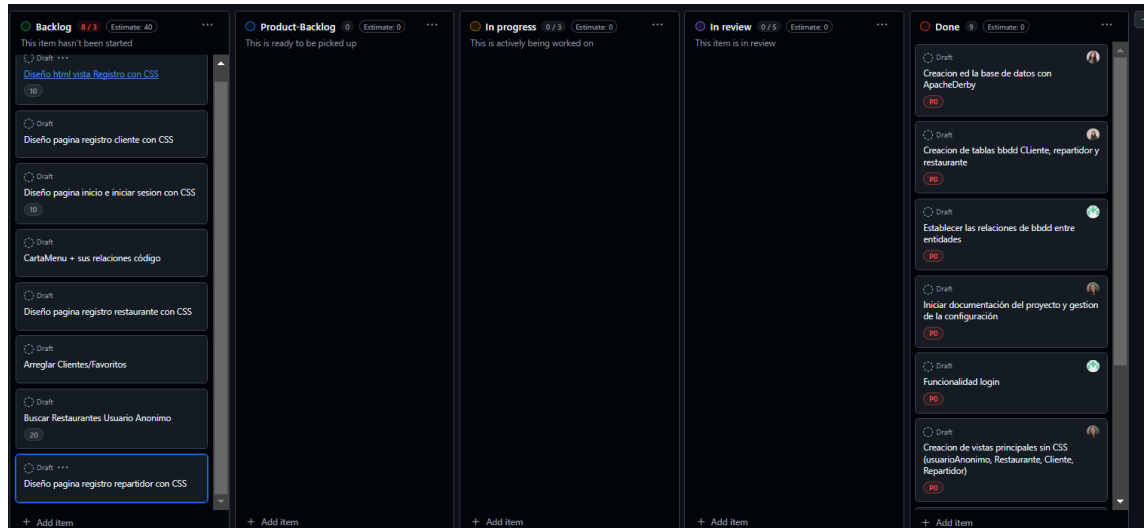 Backlog 8 / 3 Estimate: 40 ...
This item hasn't been started
Draft ...
Diseño html vista Registro con CSS
10
Draft
Diseño pagina registro cliente con CSS
Draft
Diseño pagina inicio e iniciar sesion con CSS
10
Draft
CartaMenu + sus relaciones código
Draft
Diseño pagina registro restaurante con CSS
Draft
Arreglar Clientes/Favoritos
Draft
Buscar Restaurantes Usuario Anonimo
20
Draft ...
Diseño pagina registro repartidor con CSS
+ Add item
Product-Backlog 0 Estimate: 0 ...
This is ready to be picked up
+ Add item
In progress 0 / 3 Estimate: 0 ...
This is actively being worked on
+ Add item
In review 0 / 5 Estimate: 0 ...
This item is in review
+ Add item
Done 9 Estimate: 0 ...
Draft
Creacion ed la base de datos con
ApacheDerby
P0
Draft
Creacion de tablas bbdd CLiente, repartidor y
restaurante
P0
Draft
Establecer las relaciones de bbdd entre
entidades
P0
Draft
Iniciar documentación del proyecto y gestion
de la configuración
P0
Draft
Funcionalidad login
P0
Draft
Creacion de vistas principales sin CSS
(usuarioAnonimo, Restaurante, Cliente,
Repartidor)
P0
+ Add item